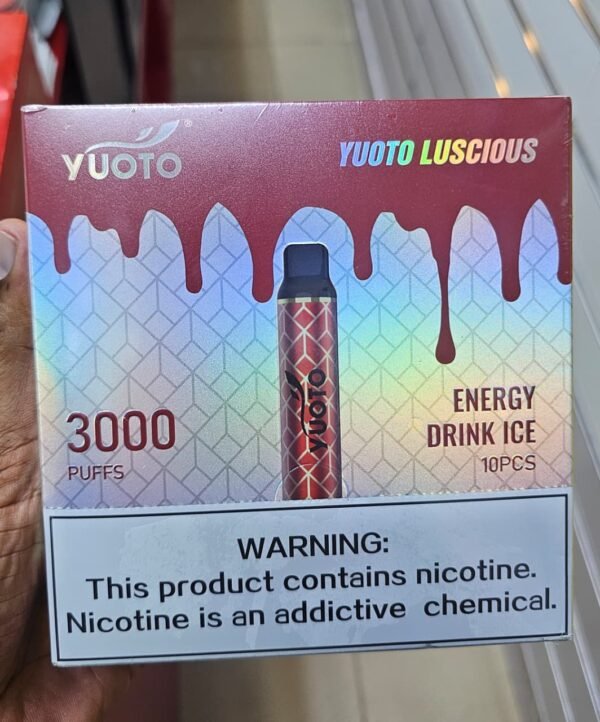 YUOTO®
YUOTO LUSCIOUS
YUOTO
3000
PUFFS
ENERGY
DRINK ICE
10PCS
WARNING:
This product contains nicotine.
Nicotine is an addictive chemical.